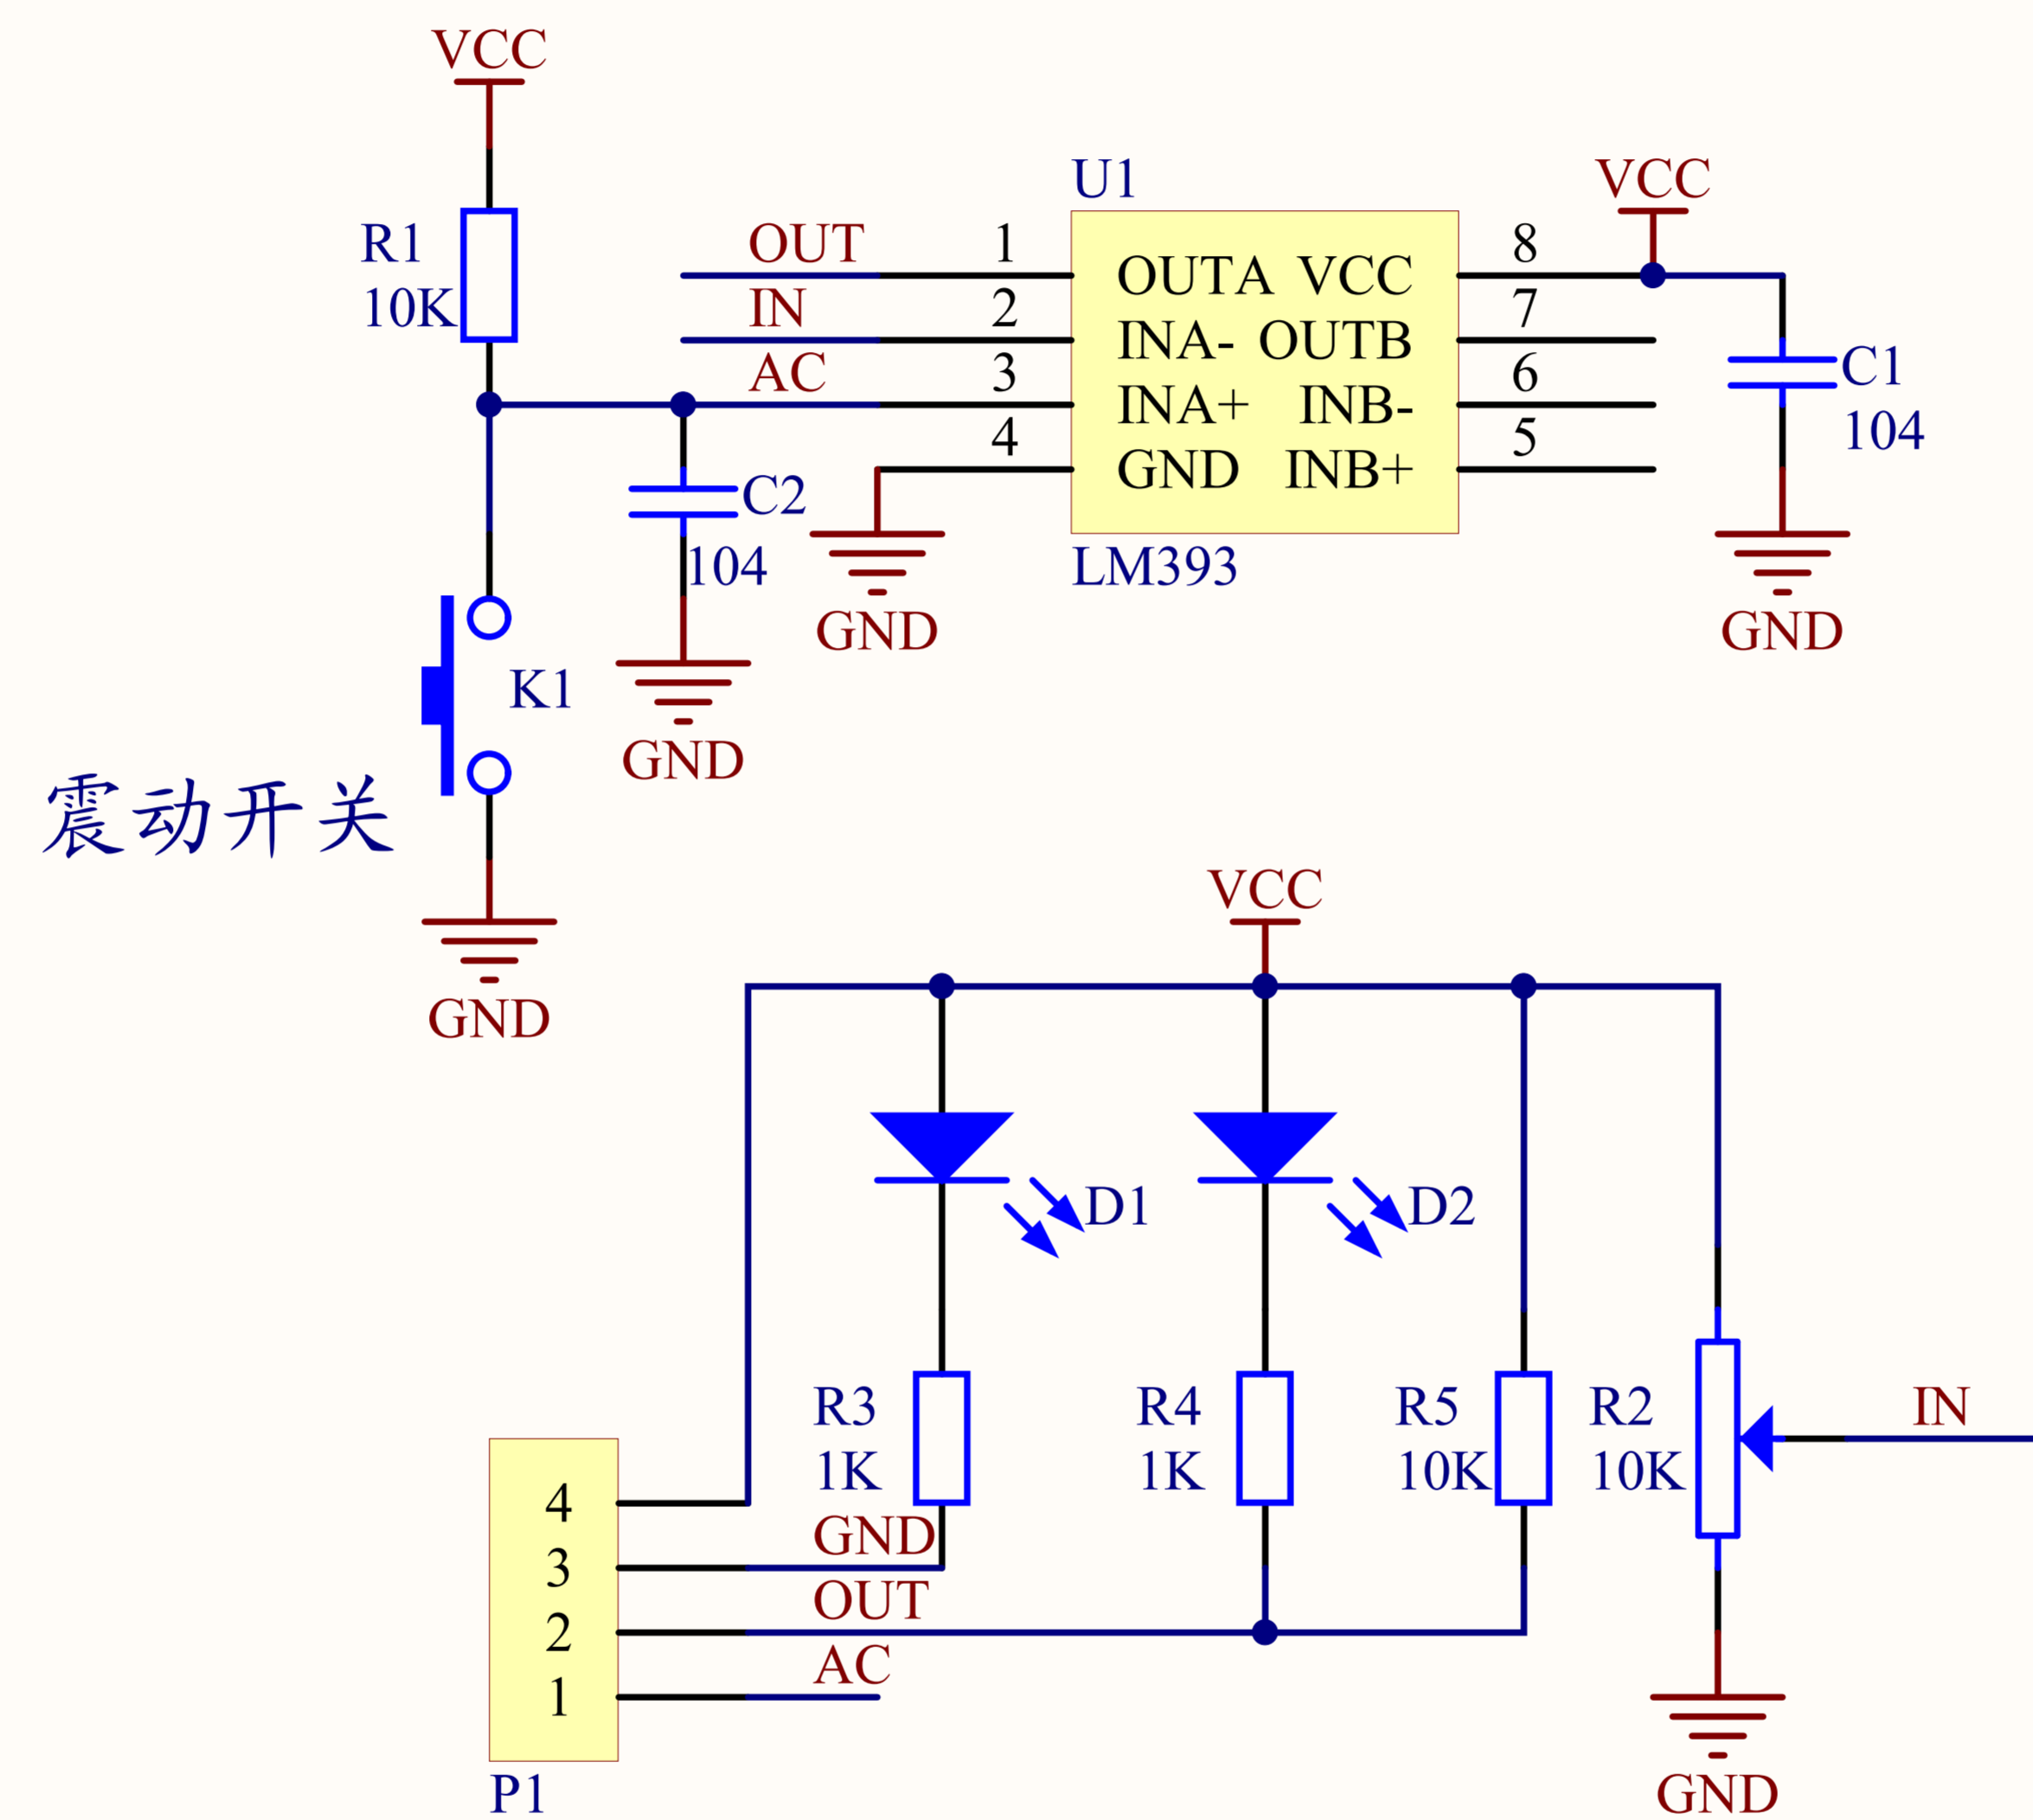 VCC
R1
10K
U1
VCC
OUT 1 OUTA VCC 8
IN 2 INA- OUTB 7
AC 3 INA+ INB- 6
4 GND INB+ 5
C1
104
C2
104
LM393
GND
GND
GND
K1
震动开关
GND
VCC
D1
D2
R3
1K
R4
1K
R5
10K
R2
10K
IN
4
3 GND
2 OUT
1 AC
P1
GND